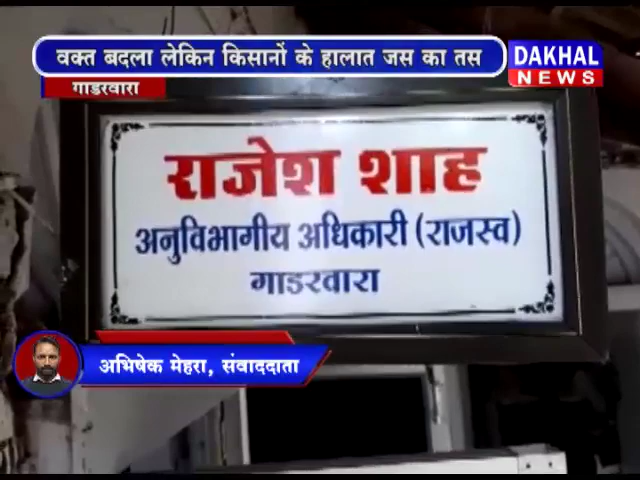 वक्त बदला लेकिन किसानों के हालात जस का तस
DAKHAL
NEWS
गाडरवारा
राजेश शाह
अनुविभागीय अधिकारी (राजस्व)
गाडरवारा
अभिषेक मेहरा, संवाददाता